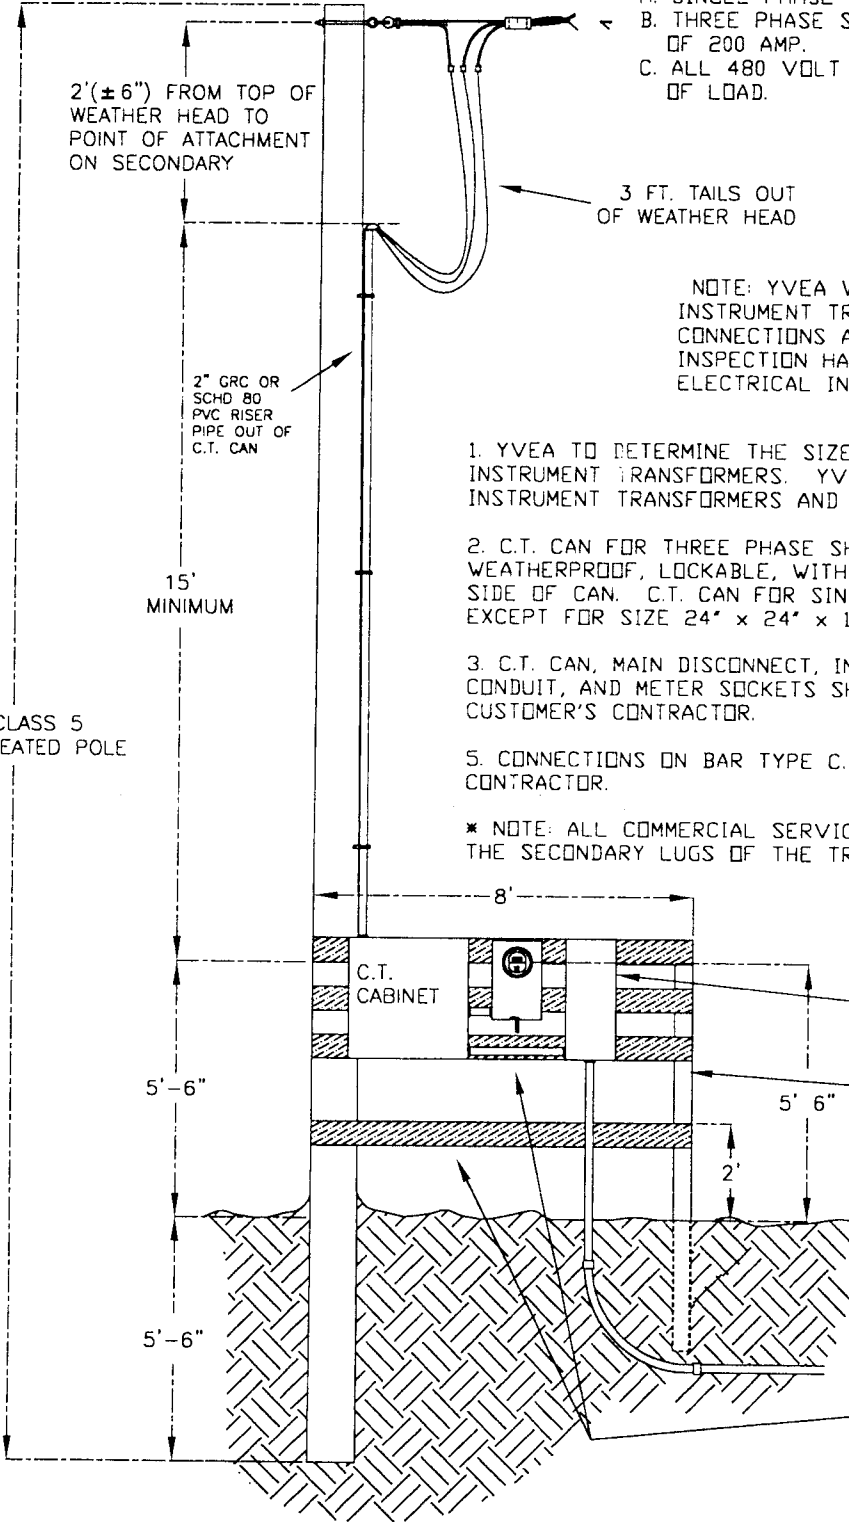 A. SINGLE PHASE
B. THREE PHASE S
OF 200 AMP.
C. ALL 480 VOLT
OF LOAD.
2'(±6") FROM TOP OF
WEATHER HEAD TO
POINT OF ATTACHMENT
ON SECONDARY
3 FT. TAILS OUT
OF WEATHER HEAD
NOTE: YVEA
INSTRUMENT TR
CONNECTIONS A
INSPECTION HA
ELECTRICAL IN
2" GRC OR
SCHD 80
PVC RISER
PIPE OUT OF
C.T. CAN
1. YVEA TO DETERMINE THE SIZE
INSTRUMENT TRANSFORMERS. YV
INSTRUMENT TRANSFORMERS AND
2. C.T. CAN FOR THREE PHASE SH
WEATHERPROOF, LOCKABLE, WITH
SIDE OF CAN. C.T. CAN FOR SIN
EXCEPT FOR SIZE 24" x 24" x 1
15'
MINIMUM
3. C.T. CAN, MAIN DISCONNECT, IN
CONDUIT, AND METER SOCKETS SH
CUSTOMER'S CONTRACTOR.
CLASS 5
EATED POLE
5. CONNECTIONS ON BAR TYPE C.
CONTRACTOR.
* NOTE: ALL COMMERCIAL SERVIC
THE SECONDARY LUGS OF THE TR
8'
C.T.
CABINET
5'-6"
5' 6"
2'
5'-6"